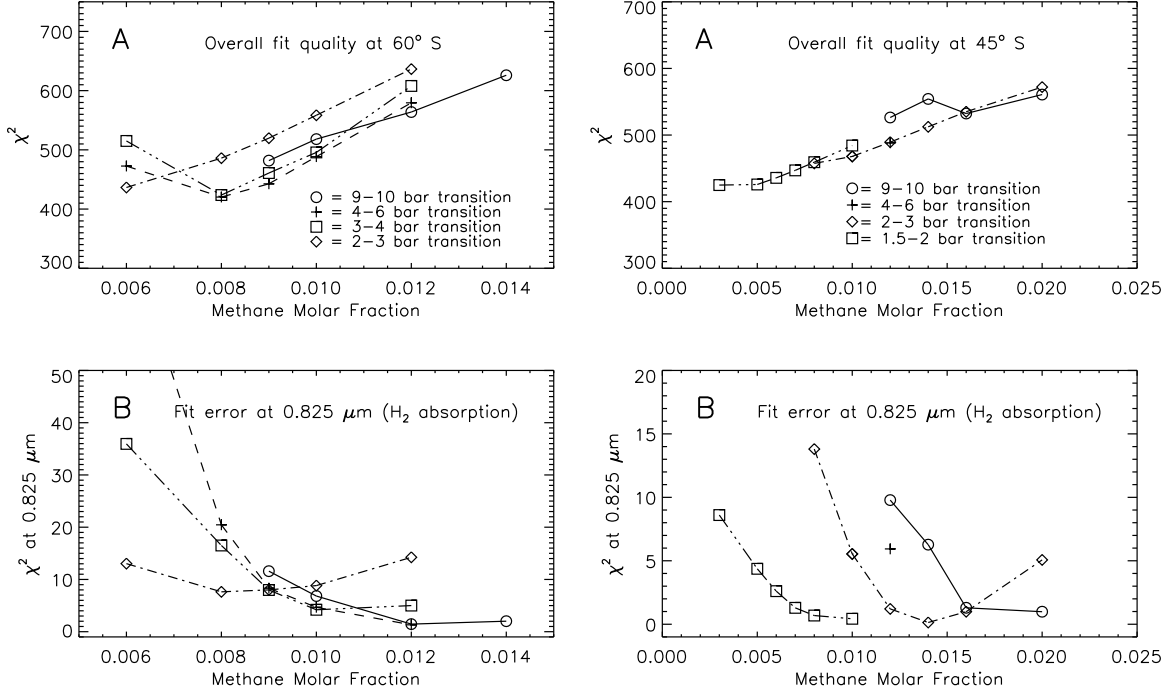 A Overall fit quality at 60° S
χ²
700
600
500
400
300
○ = 9–10 bar transition
+ = 4–6 bar transition
□ = 3–4 bar transition
◇ = 2–3 bar transition
0.006 0.008 0.010 0.012 0.014
Methane Molar Fraction
A Overall fit quality at 45° S
χ²
700
600
500
400
300
○ = 9–10 bar transition
+ = 4–6 bar transition
◇ = 2–3 bar transition
□ = 1.5–2 bar transition
0.000 0.005 0.010 0.015 0.020 0.025
Methane Molar Fraction
B Fit error at 0.825 μm (H₂ absorption)
χ² at 0.825 μm
50
40
30
20
10
0
0.006 0.008 0.010 0.012 0.014
Methane Molar Fraction
B Fit error at 0.825 μm (H₂ absorption)
χ² at 0.825 μm
20
15
10
5
0
0.000 0.005 0.010 0.015 0.020 0.025
Methane Molar Fraction